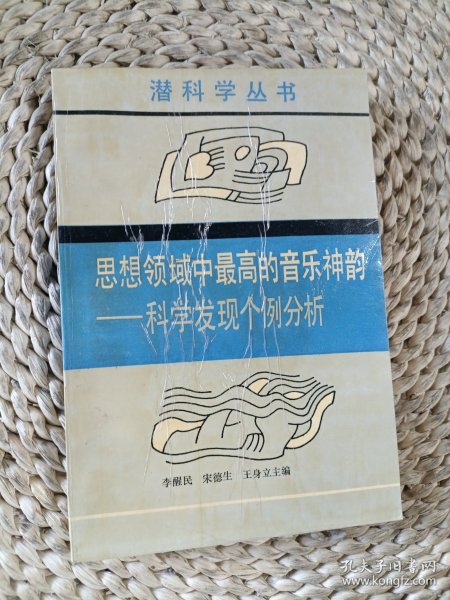 潜科学丛书
思想领域中最高的音乐神韵
——科学发现个例分析
李醒民 宋德生 王身立主编
孔夫子旧书网
www.kongfz.com